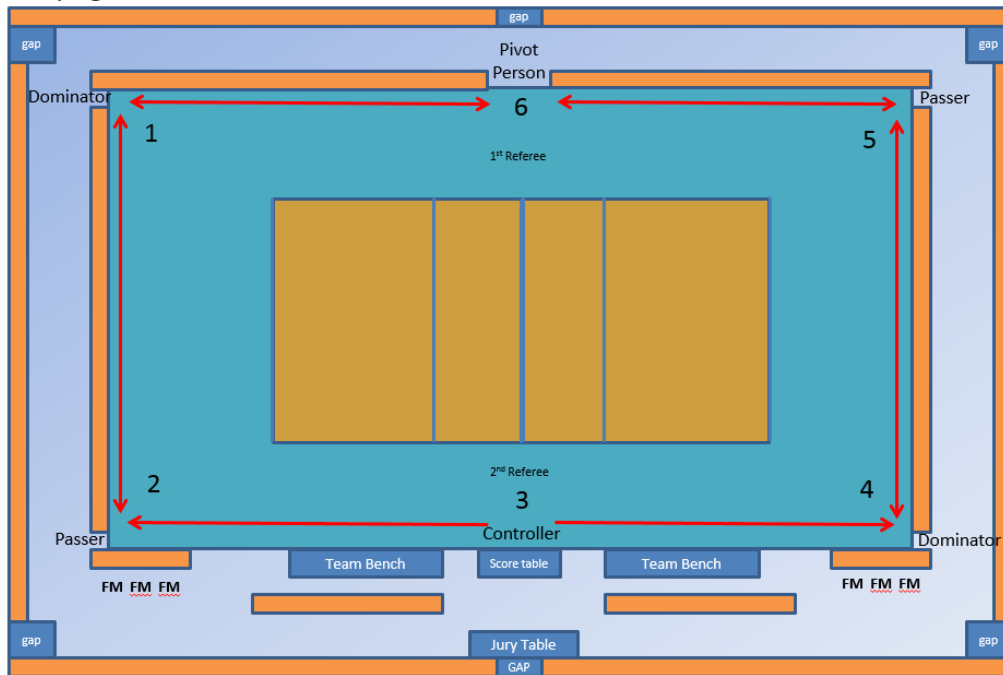 gap
gap
gap
Pivot
Person
Dominator
Passer
6
1
5
1st Referee
2nd Referee
2
3
4
Controller
Passer
Dominator
Team Bench
Score table
Team Bench
FM FM FM
FM FM FM
gap
Jury Table
gap
GAP